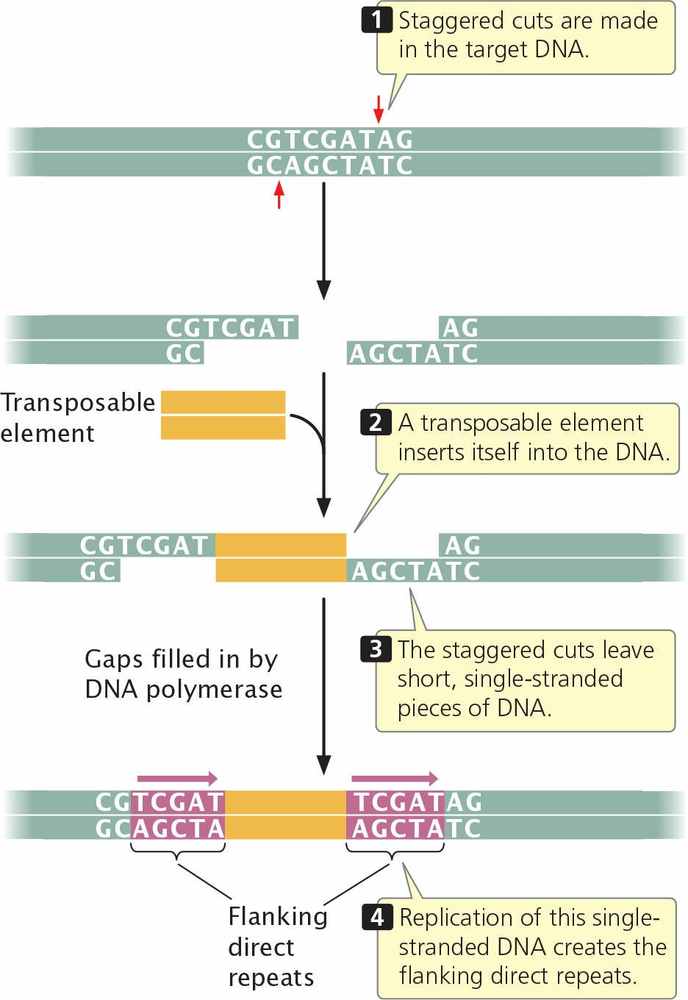 1 Staggered cuts are made
in the target DNA.
CGTCGATAG
GCAGCTATC
CGTCGAT AG
GC AGCTATC
Transposable
element
2 A transposable element
inserts itself into the DNA.
CGTCGAT AG
GC AGCTATC
3 The staggered cuts leave
short, single-stranded
pieces of DNA.
Gaps filled in by
DNA polymerase
CGTCGAT TCGATAG
GCAGCTA AGCTATC
Flanking
direct
repeats
4 Replication of this single-
stranded DNA creates the
flanking direct repeats.